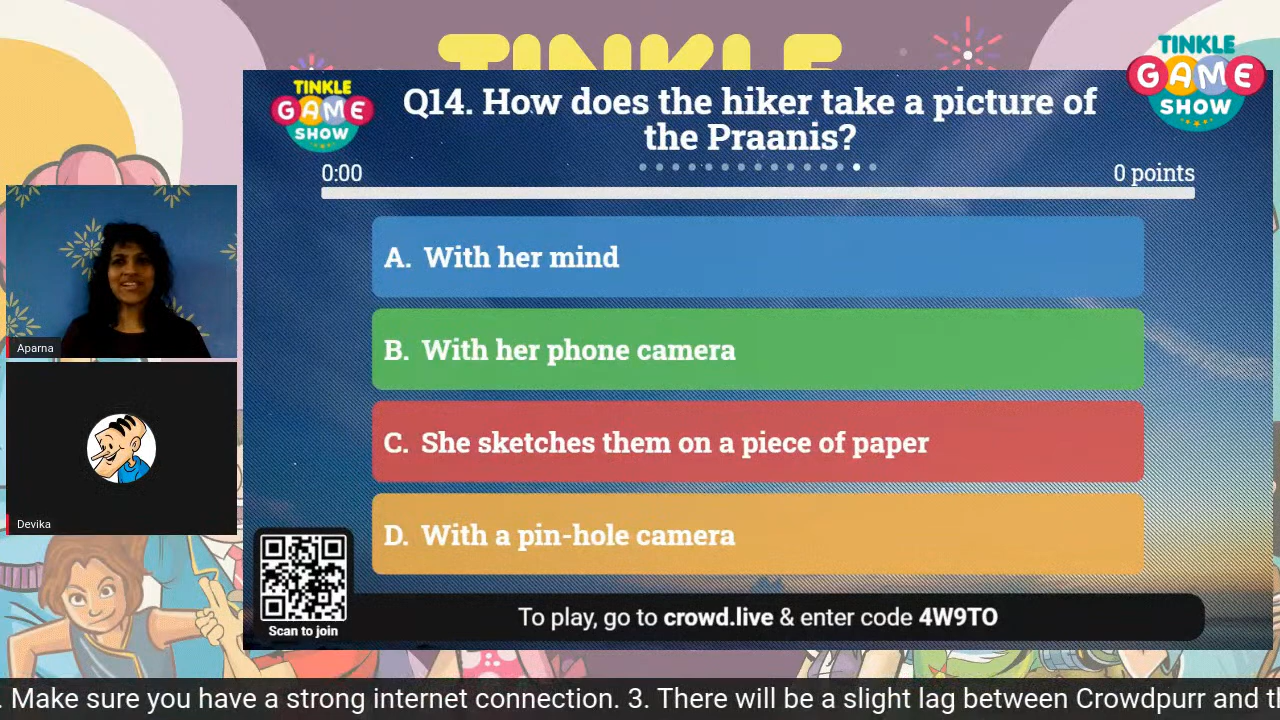 TINKLE
TINKLE
GAME
SHOW
TINKLE
GAME
SHOW
Q14. How does the hiker take a picture of
the Praanis?
0:00
0 points
A. With her mind
B. With her phone camera
C. She sketches them on a piece of paper
D. With a pin-hole camera
Aparna
Devika
Scan to join
To play, go to crowd.live & enter code 4W9TO
. Make sure you have a strong internet connection. 3. There will be a slight lag between Crowdpurr and